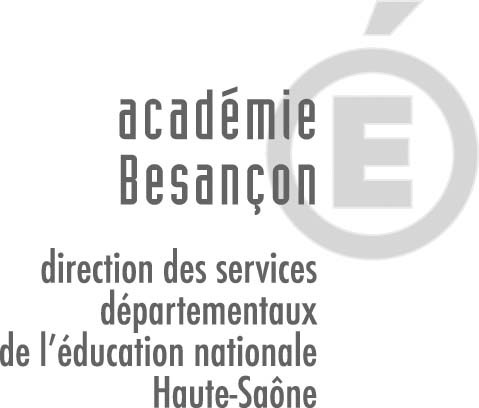 académie
Besançon
É
direction des services
départementaux
de l’éducation nationale
Haute-Saône